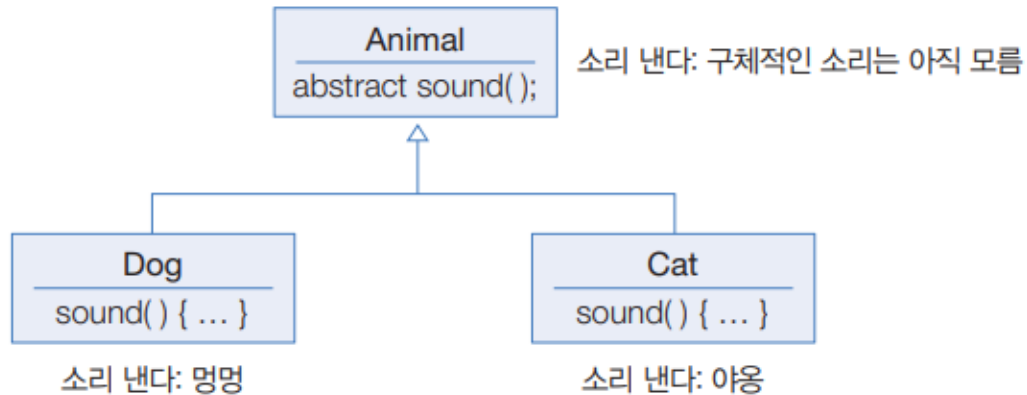 Animal
abstract sound( );
소리 낸다: 구체적인 소리는 아직 모름
Dog
sound( ) { … }
소리 낸다: 멍멍
Cat
sound( ) { … }
소리 낸다: 야옹